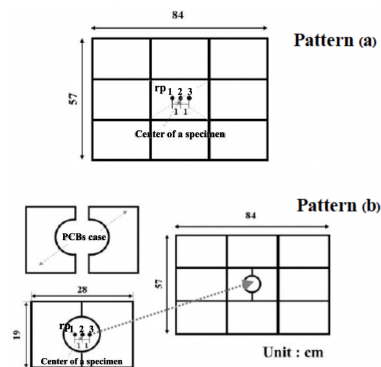 84
Pattern (a)
57
rp 1 2 3
1 1
Center of a specimen
Pattern (b)
PCBs case
84
57
28
19
rp
1 2 3
1 1
Center of a specimen
Unit : cm